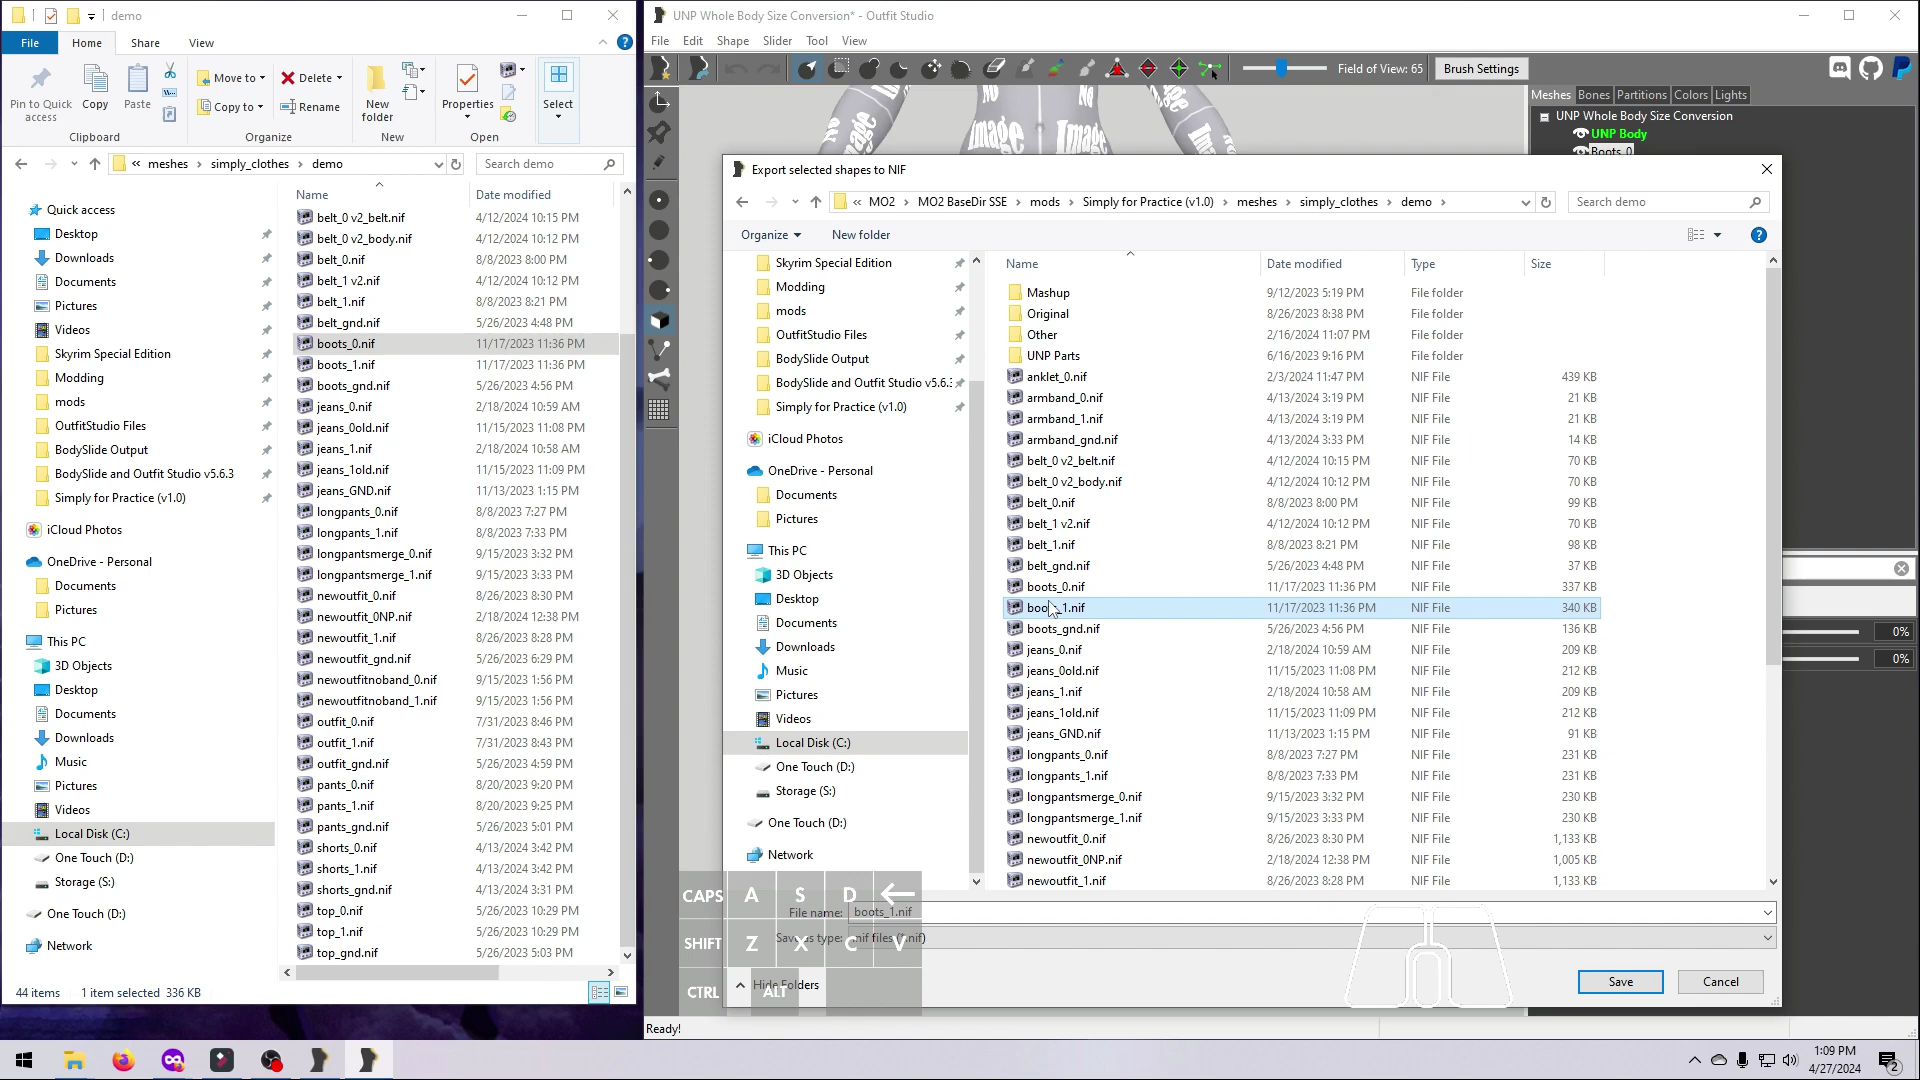 demo
File
Home
Share
View
Pin to Quick access
Copy
Paste
Move to
Copy to
Delete
Rename
New folder
Properties
Select
Clipboard
Organize
New
Open
« meshes › simply_clothes › demo
Search demo
Quick access
Desktop
Downloads
Documents
Pictures
Videos
Skyrim Special Edition
Modding
mods
OutfitStudio Files
BodySlide Output
BodySlide and Outfit Studio v5.6.3
Simply for Practice (v1.0)
iCloud Photos
OneDrive - Personal
Documents
Pictures
This PC
3D Objects
Desktop
Documents
Downloads
Music
Pictures
Videos
Local Disk (C:)
One Touch (D:)
Storage (S:)
One Touch (D:)
Network
Name Date modified
belt_0 v2_belt.nif 4/12/2024 10:15 PM
belt_0 v2_body.nif 4/12/2024 10:12 PM
belt_0.nif 8/8/2023 8:00 PM
belt_1 v2.nif 4/12/2024 10:12 PM
belt_1.nif 8/8/2023 8:21 PM
belt_gnd.nif 5/26/2023 4:48 PM
boots_0.nif 11/17/2023 11:36 PM
boots_1.nif 11/17/2023 11:36 PM
boots_gnd.nif 5/26/2023 4:56 PM
jeans_0.nif 2/18/2024 10:59 AM
jeans_0old.nif 11/15/2023 11:08 PM
jeans_1.nif 2/18/2024 10:58 AM
jeans_1old.nif 11/15/2023 11:09 PM
jeans_GND.nif 11/13/2023 1:15 PM
longpants_0.nif 8/8/2023 7:27 PM
longpants_1.nif 8/8/2023 7:33 PM
longpantsmerge_0.nif 9/15/2023 3:32 PM
longpantsmerge_1.nif 9/15/2023 3:33 PM
newoutfit_0.nif 8/26/2023 8:30 PM
newoutfit_0NP.nif 2/18/2024 12:38 PM
newoutfit_1.nif 8/26/2023 8:28 PM
newoutfit_gnd.nif 5/26/2023 6:29 PM
newoutfitnoband_0.nif 9/15/2023 1:56 PM
newoutfitnoband_1.nif 9/15/2023 1:56 PM
outfit_0.nif 7/31/2023 8:46 PM
outfit_1.nif 7/31/2023 8:43 PM
outfit_gnd.nif 5/26/2023 4:59 PM
pants_0.nif 8/20/2023 9:20 PM
pants_1.nif 8/20/2023 9:25 PM
pants_gnd.nif 5/26/2023 5:01 PM
shorts_0.nif 4/13/2024 3:42 PM
shorts_1.nif 4/13/2024 3:42 PM
shorts_gnd.nif 4/13/2024 3:31 PM
top_0.nif 5/26/2023 10:29 PM
top_1.nif 5/26/2023 10:29 PM
top_gnd.nif 5/26/2023 5:03 PM
44 items 1 item selected 336 KB
UNP Whole Body Size Conversion* - Outfit Studio
File Edit Shape Slider Tool View
Field of View: 65
Brush Settings
Meshes Bones Partitions Colors Lights
UNP Whole Body Size Conversion
UNP Body
Boots_0
No
Image
No
Image
No
Image
Image
0%
0%
Export selected shapes to NIF
« MO2 › MO2 BaseDir SSE › mods › Simply for Practice (v1.0) › meshes › simply_clothes › demo ›
Search demo
Organize
New folder
Skyrim Special Edition
Modding
mods
OutfitStudio Files
BodySlide Output
BodySlide and Outfit Studio v5.6.:
Simply for Practice (v1.0)
iCloud Photos
OneDrive - Personal
Documents
Pictures
This PC
3D Objects
Desktop
Documents
Downloads
Music
Pictures
Videos
Local Disk (C:)
One Touch (D:)
Storage (S:)
One Touch (D:)
Network
Name Date modified Type Size
Mashup 9/12/2023 5:19 PM File folder
Original 8/26/2023 8:38 PM File folder
Other 2/16/2024 11:07 PM File folder
UNP Parts 6/16/2023 9:16 PM File folder
anklet_0.nif 2/3/2024 11:47 PM NIF File 439 KB
armband_0.nif 4/13/2024 3:19 PM NIF File 21 KB
armband_1.nif 4/13/2024 3:19 PM NIF File 21 KB
armband_gnd.nif 4/13/2024 3:33 PM NIF File 14 KB
belt_0 v2_belt.nif 4/12/2024 10:15 PM NIF File 70 KB
belt_0 v2_body.nif 4/12/2024 10:12 PM NIF File 70 KB
belt_0.nif 8/8/2023 8:00 PM NIF File 99 KB
belt_1 v2.nif 4/12/2024 10:12 PM NIF File 70 KB
belt_1.nif 8/8/2023 8:21 PM NIF File 98 KB
belt_gnd.nif 5/26/2023 4:48 PM NIF File 37 KB
boots_0.nif 11/17/2023 11:36 PM NIF File 337 KB
boots_1.nif 11/17/2023 11:36 PM NIF File 340 KB
boots_gnd.nif 5/26/2023 4:56 PM NIF File 136 KB
jeans_0.nif 2/18/2024 10:59 AM NIF File 209 KB
jeans_0old.nif 11/15/2023 11:08 PM NIF File 212 KB
jeans_1.nif 2/18/2024 10:58 AM NIF File 209 KB
jeans_1old.nif 11/15/2023 11:09 PM NIF File 212 KB
jeans_GND.nif 11/13/2023 1:15 PM NIF File 91 KB
longpants_0.nif 8/8/2023 7:27 PM NIF File 231 KB
longpants_1.nif 8/8/2023 7:33 PM NIF File 231 KB
longpantsmerge_0.nif 9/15/2023 3:32 PM NIF File 230 KB
longpantsmerge_1.nif 9/15/2023 3:33 PM NIF File 230 KB
newoutfit_0.nif 8/26/2023 8:30 PM NIF File 1,133 KB
newoutfit_0NP.nif 2/18/2024 12:38 PM NIF File 1,005 KB
newoutfit_1.nif 8/26/2023 8:28 PM NIF File 1,133 KB
File name: boots_1.nif
Save as type: .nif files (*.nif)
Hide Folders
Save
Cancel
CAPS A S D
SHIFT Z X C V
CTRL ALT
Ready!
1:09 PM
4/27/2024
2